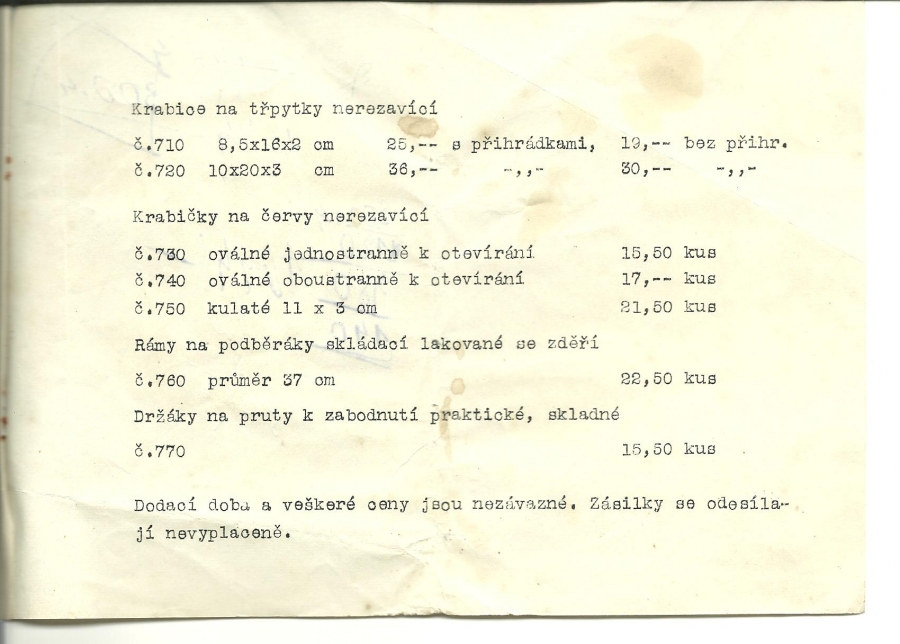 Krabice na třpytky nerezavící
č.710 8,5x16x2 cm 25,-- s přihrádkami, 19,-- bez přihr.
č.720 10x20x3 cm 36,-- -,,- 30,-- -,,-
Krabičky na červy nerezavící
č.730 oválné jednostranně k otevírání 15,50 kus
č.740 oválné oboustranně k otevírání 17,-- kus
č.750 kulaté 11 x 3 cm 21,50 kus
Rámy na podběráky skládací lakované se zděří
č.760 průměr 37 cm 22,50 kus
Držáky na pruty k zabodnutí praktické, skladné
č.770 15,50 kus
Dodací doba a veškeré ceny jsou nezávazné. Zásilky se odesíla-
jí nevyplaceně.